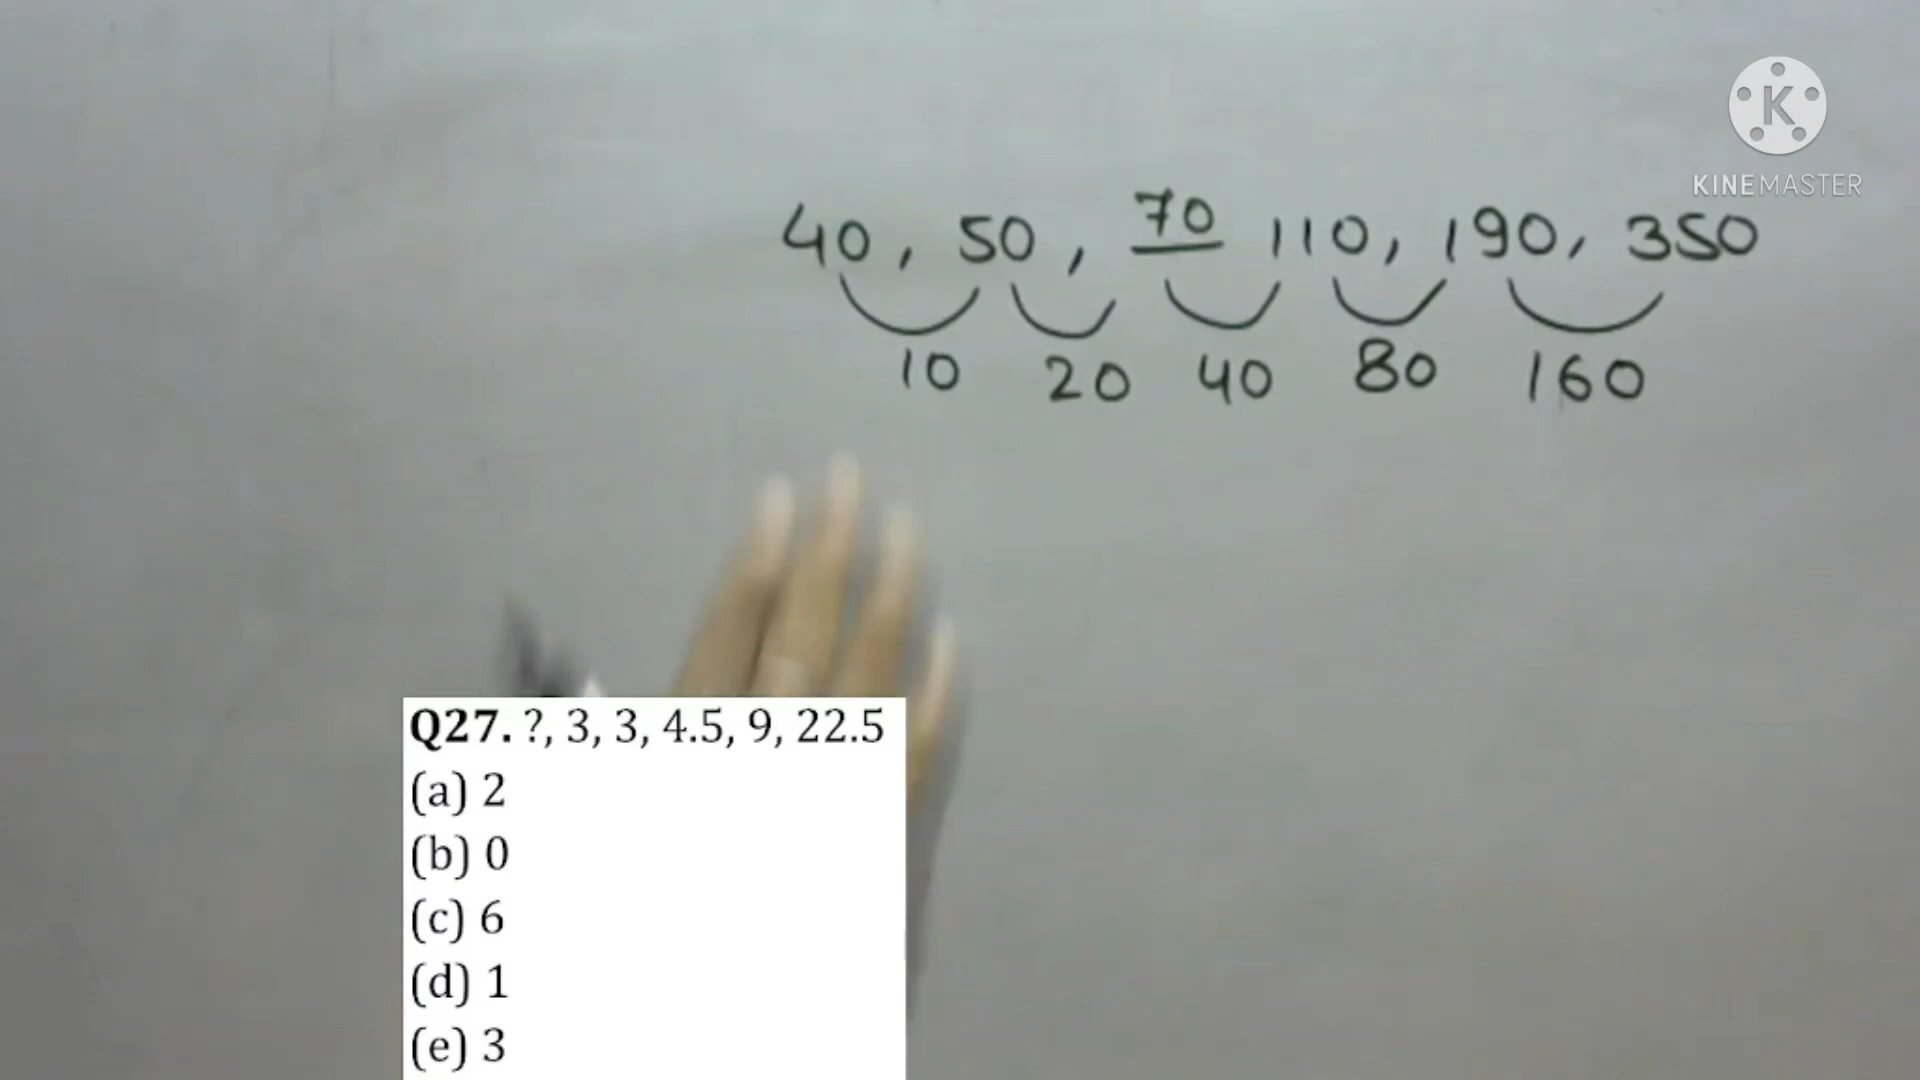 K
KINEMASTER
40, 50, 70 110, 190, 350
10 20 40 80 160
Q27. ?, 3, 3, 4.5, 9, 22.5
(a) 2
(b) 0
(c) 6
(d) 1
(e) 3